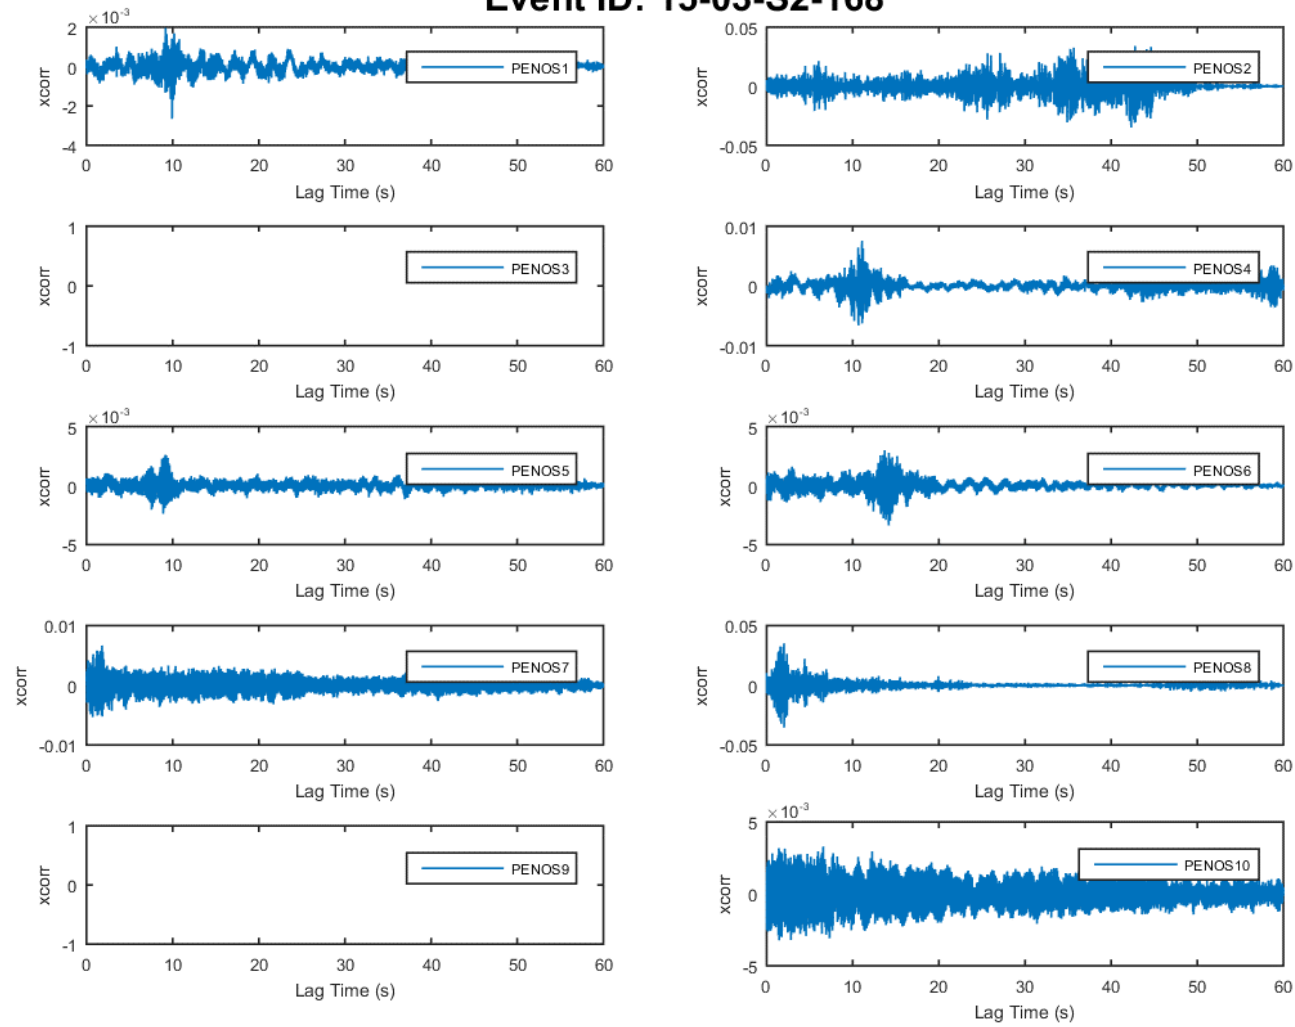 Event ID: 15-03-S2-168
×10-3
2
0
-2
-4
xcorr
PENOS1
0 10 20 30 40 50 60
Lag Time (s)
0.05
0
-0.05
xcorr
PENOS2
0 10 20 30 40 50 60
Lag Time (s)
1
0
-1
xcorr
PENOS3
0 10 20 30 40 50 60
Lag Time (s)
0.01
0
-0.01
xcorr
PENOS4
0 10 20 30 40 50 60
Lag Time (s)
×10-3
5
0
-5
xcorr
PENOS5
0 10 20 30 40 50 60
Lag Time (s)
×10-3
5
0
-5
xcorr
PENOS6
0 10 20 30 40 50 60
Lag Time (s)
0.01
0
-0.01
xcorr
PENOS7
0 10 20 30 40 50 60
Lag Time (s)
0.05
0
-0.05
xcorr
PENOS8
0 10 20 30 40 50 60
Lag Time (s)
1
0
-1
xcorr
PENOS9
0 10 20 30 40 50 60
Lag Time (s)
×10-3
5
0
-5
xcorr
PENOS10
0 10 20 30 40 50 60
Lag Time (s)